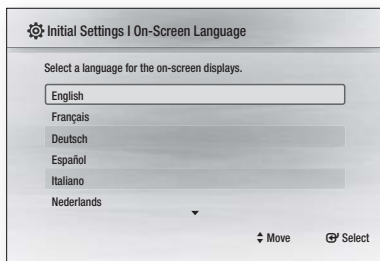 Initial Settings I On-Screen Language
Select a language for the on-screen displays.
English
Français
Deutsch
Español
Italiano
Nederlands
Move Select